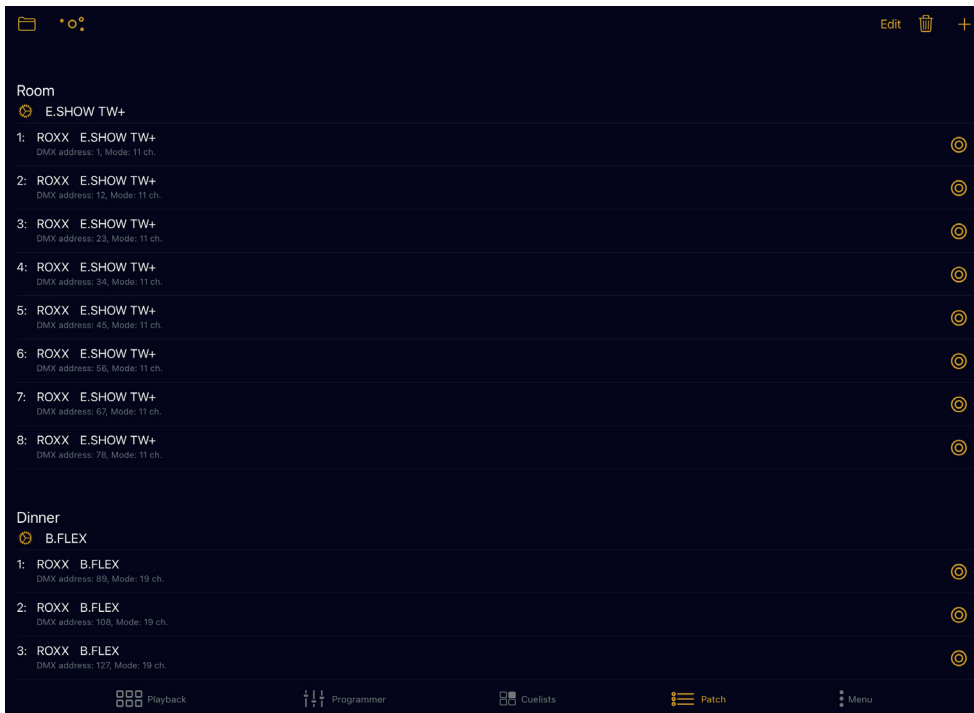 Edit
Room
E.SHOW TW+
1: ROXX E.SHOW TW+
DMX address: 1, Mode: 11 ch.
2: ROXX E.SHOW TW+
DMX address: 12, Mode: 11 ch.
3: ROXX E.SHOW TW+
DMX address: 23, Mode: 11 ch.
4: ROXX E.SHOW TW+
DMX address: 34, Mode: 11 ch.
5: ROXX E.SHOW TW+
DMX address: 45, Mode: 11 ch.
6: ROXX E.SHOW TW+
DMX address: 56, Mode: 11 ch.
7: ROXX E.SHOW TW+
DMX address: 67, Mode: 11 ch.
8: ROXX E.SHOW TW+
DMX address: 78, Mode: 11 ch.
Dinner
B.FLEX
1: ROXX B.FLEX
DMX address: 89, Mode: 19 ch.
2: ROXX B.FLEX
DMX address: 108, Mode: 19 ch.
3: ROXX B.FLEX
DMX address: 127, Mode: 19 ch.
Playback Programmer Cuelists Patch Menu